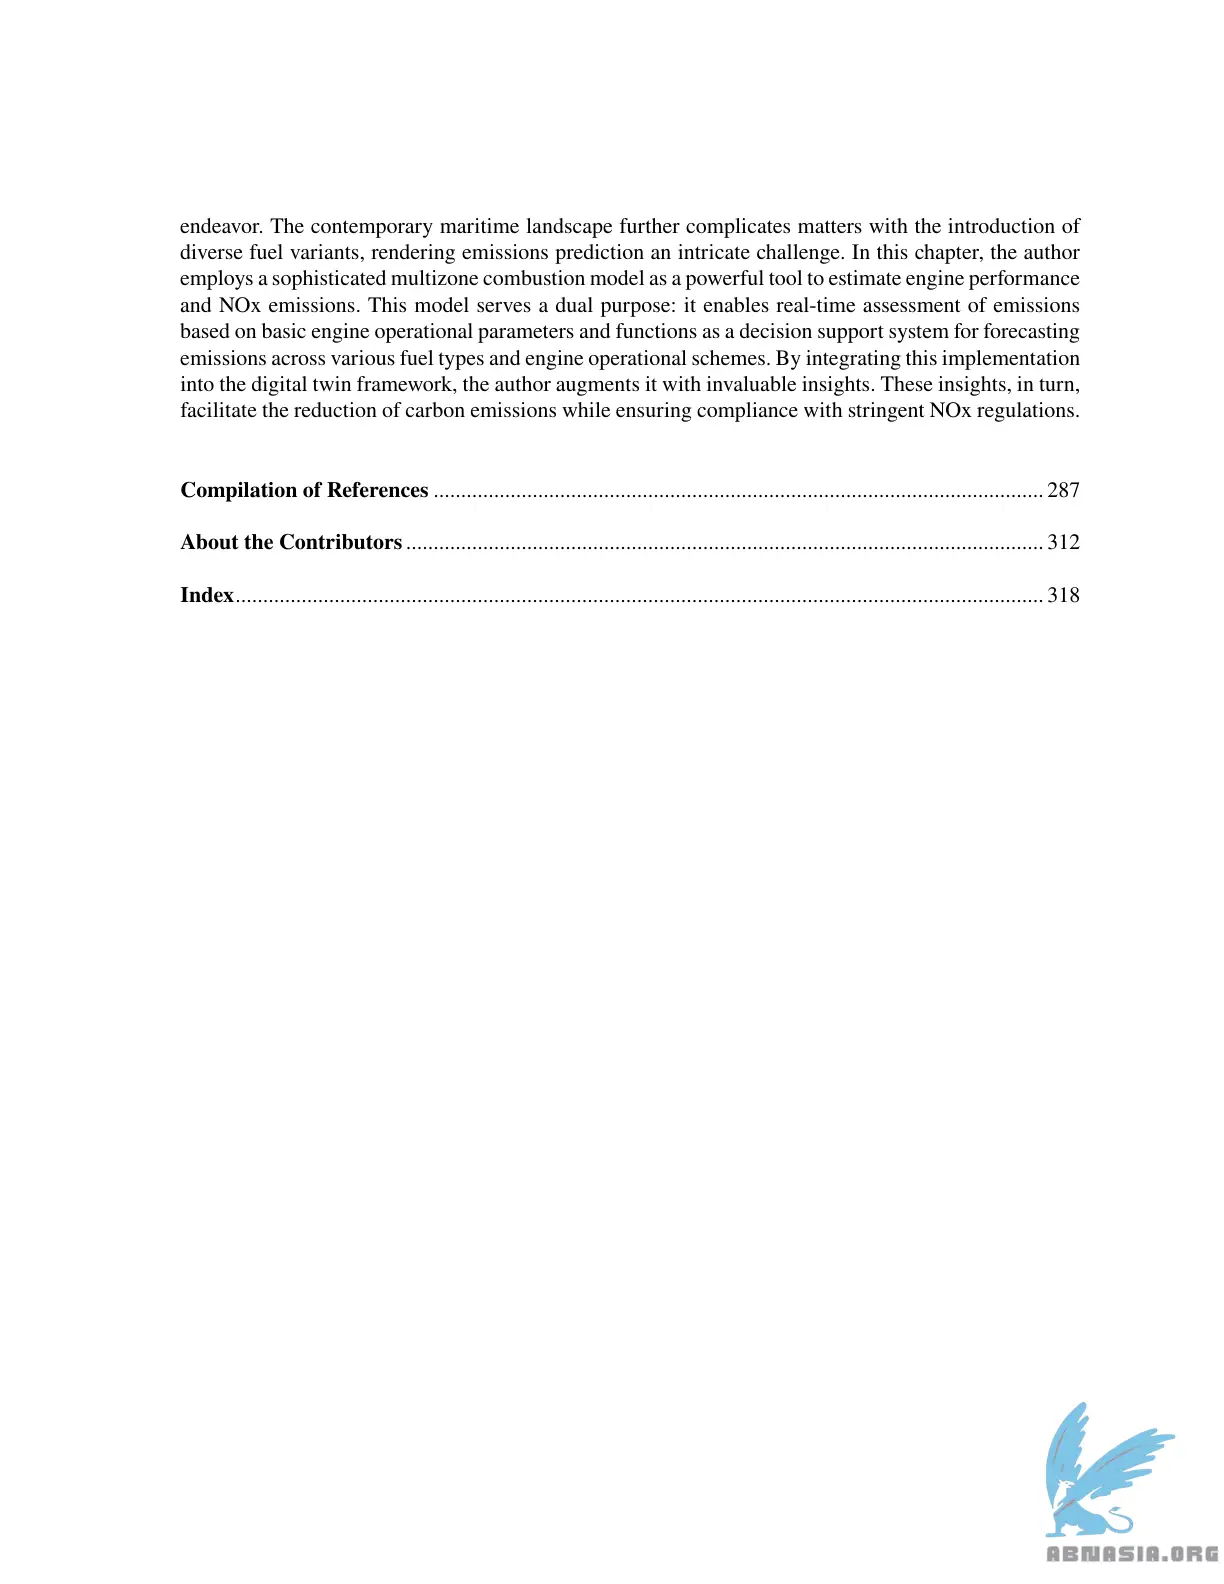 endeavor. The contemporary maritime landscape further complicates matters with the introduction of
diverse fuel variants, rendering emissions prediction an intricate challenge. In this chapter, the author
employs a sophisticated multizone combustion model as a powerful tool to estimate engine performance
and NOx emissions. This model serves a dual purpose: it enables real-time assessment of emissions
based on basic engine operational parameters and functions as a decision support system for forecasting
emissions across various fuel types and engine operational schemes. By integrating this implementation
into the digital twin framework, the author augments it with invaluable insights. These insights, in turn,
facilitate the reduction of carbon emissions while ensuring compliance with stringent NOx regulations.
Compilation of References ................................................................................................................ 287
About the Contributors ..................................................................................................................... 312
Index.................................................................................................................................................... 318
ABNASIA.ORG